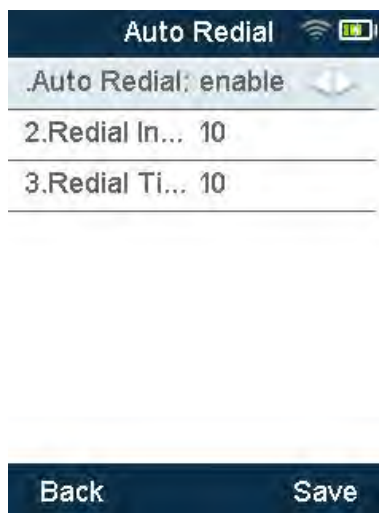 Auto Redial
.Auto Redial: enable
2.Redial In... 10
3.Redial Ti... 10
Back Save